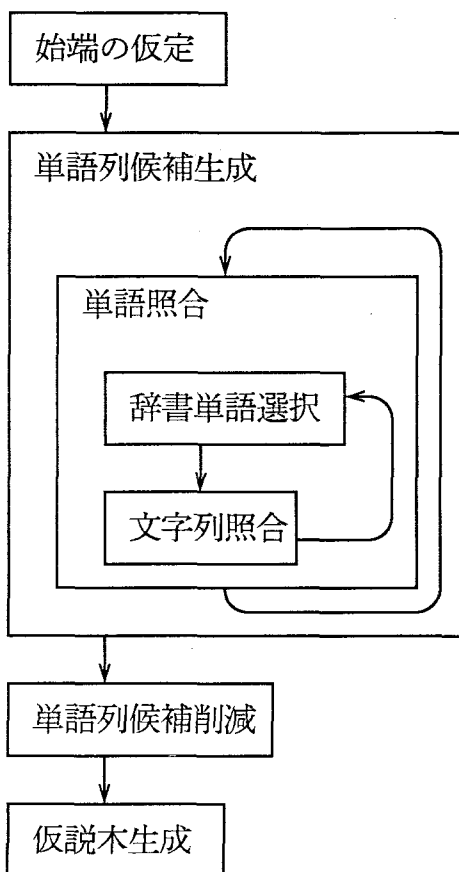 始端の仮定
単語列候補生成
単語照合
辞書単語選択
文字列照合
単語列候補削減
仮説木生成